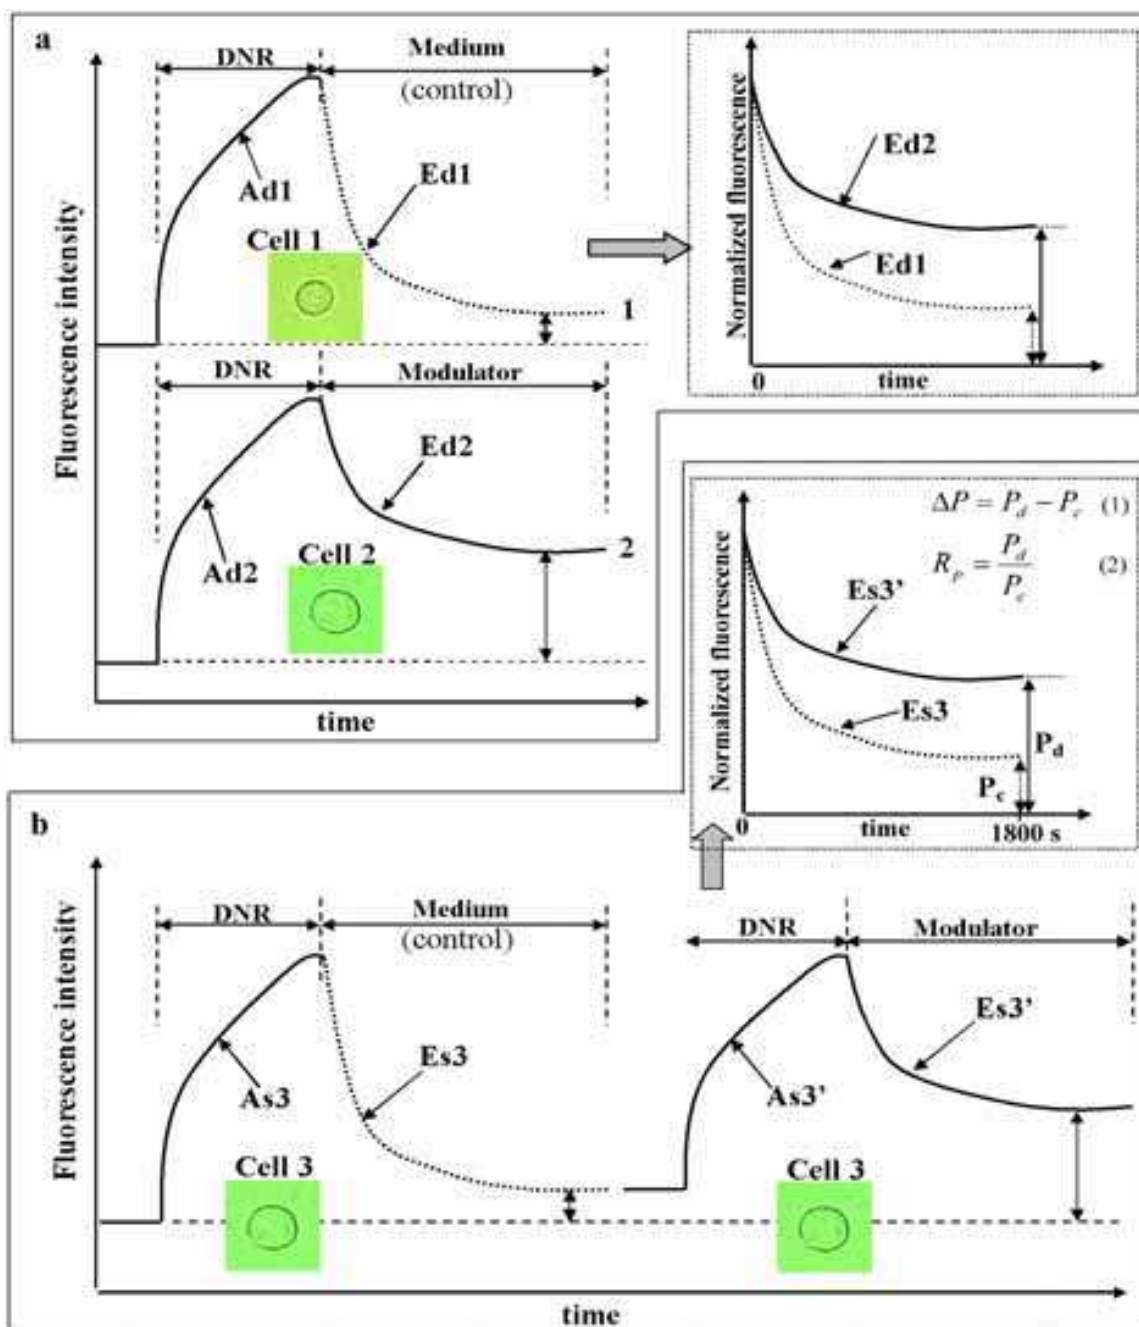 a
DNR
Medium
(control)
Fluorescence intensity
Ad1
Ed1
Cell 1
1
DNR
Modulator
Ad2
Ed2
Cell 2
2
time
Normalized fluorescence
Ed2
Ed1
0
time
ΔP = P_d − P_c (1)
R_p = P_d / P_c (2)
Normalized fluorescence
Es3’
Es3
P_d
P_c
0
time
1800 s
b
DNR
Medium
(control)
DNR
Modulator
Fluorescence intensity
As3
Es3
As3’
Es3’
Cell 3
Cell 3
time